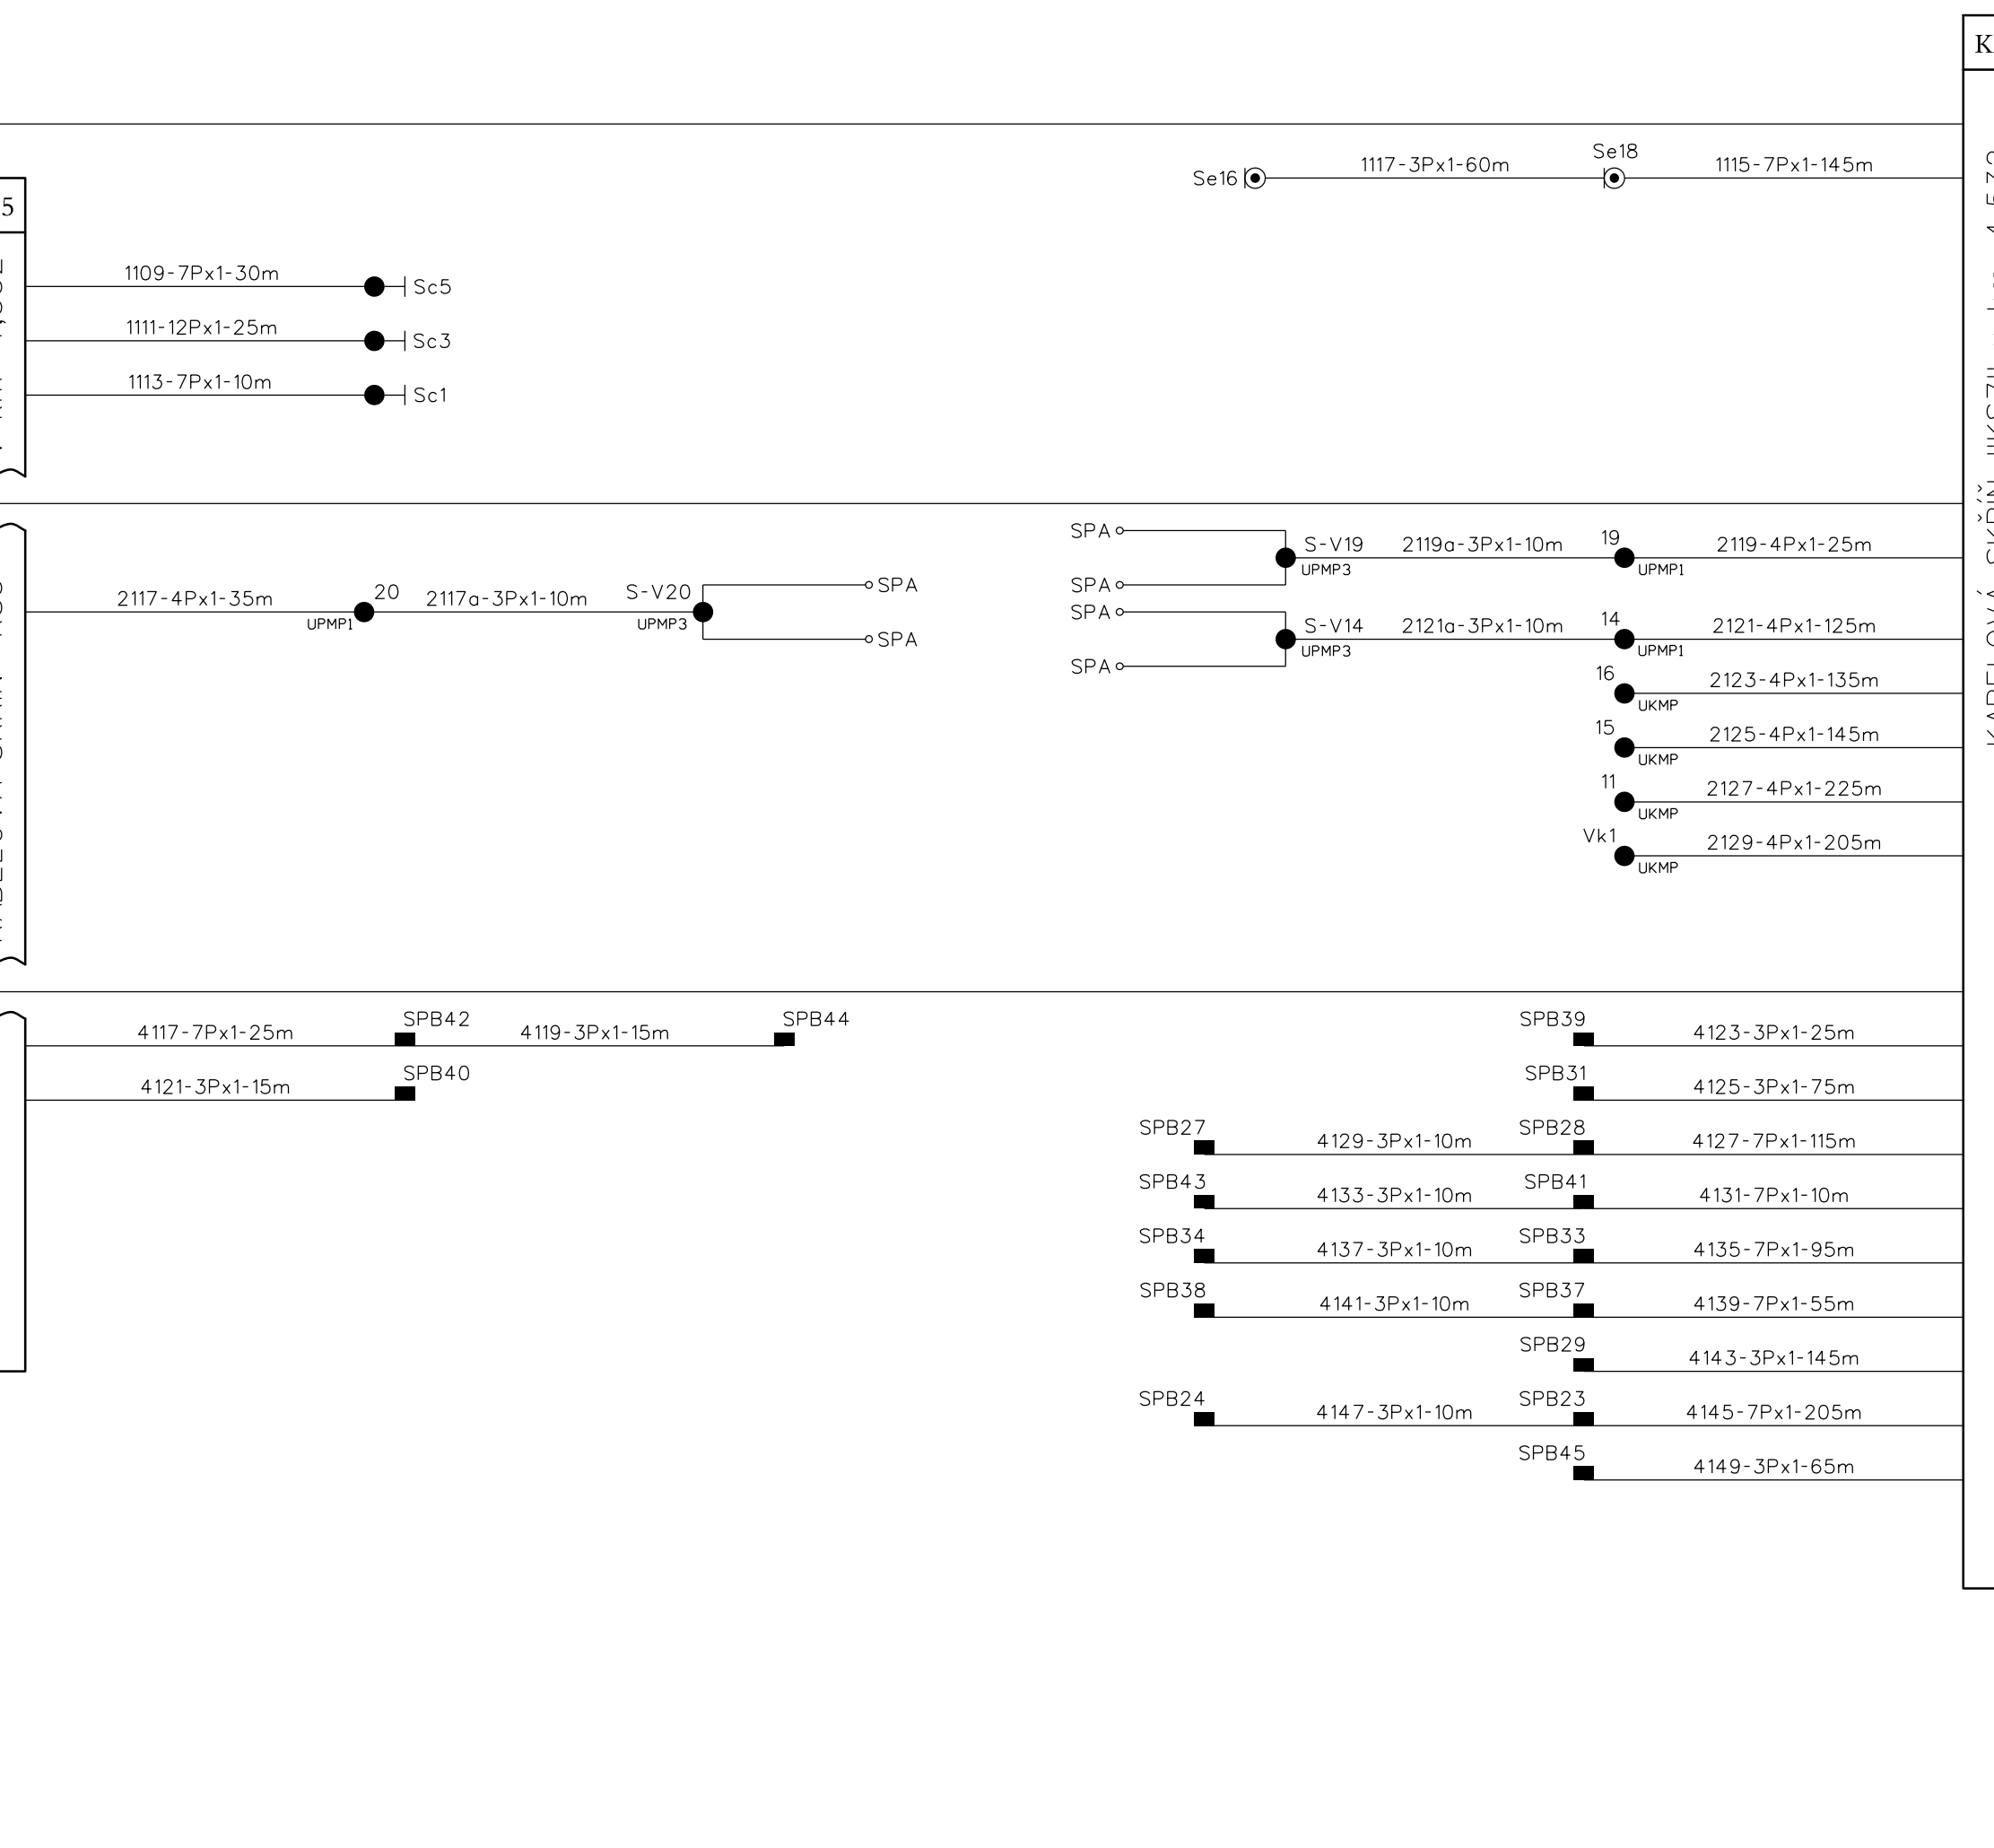 K
Se18
1117-3Px1-60m
1115-7Px1-145m
Se16
5
1109-7Px1-30m
Sc5
1111-12Px1-25m
Sc3
1113-7Px1-10m
Sc1
SPA
S-V19
2119a-3Px1-10m
19
2119-4Px1-25m
UPMP3
UPMP1
SPA
2117-4Px1-35m
20
2117a-3Px1-10m
S-V20
SPA
UPMP1
UPMP3
SPA
SPA
S-V14
2121a-3Px1-10m
14
2121-4Px1-125m
UPMP3
UPMP1
SPA
16
2123-4Px1-135m
UKMP
15
2125-4Px1-145m
UKMP
11
2127-4Px1-225m
UKMP
Vk1
2129-4Px1-205m
UKMP
KABELOVÁ SKŘÍŇ
4117-7Px1-25m
SPB42
4119-3Px1-15m
SPB44
SPB39
4123-3Px1-25m
4121-3Px1-15m
SPB40
SPB31
4125-3Px1-75m
SPB27
4129-3Px1-10m
SPB28
4127-7Px1-115m
SPB43
4133-3Px1-10m
SPB41
4131-7Px1-10m
SPB34
4137-3Px1-10m
SPB33
4135-7Px1-95m
SPB38
4141-3Px1-10m
SPB37
4139-7Px1-55m
SPB29
4143-3Px1-145m
SPB24
4147-3Px1-10m
SPB23
4145-7Px1-205m
SPB45
4149-3Px1-65m